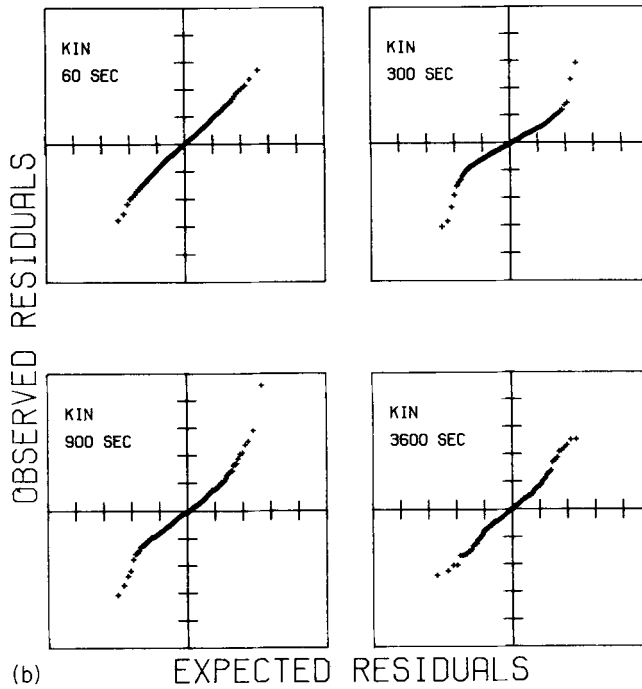 KIN
60 SEC
KIN
300 SEC
KIN
900 SEC
KIN
3600 SEC
OBSERVED RESIDUALS
(b)
EXPECTED RESIDUALS